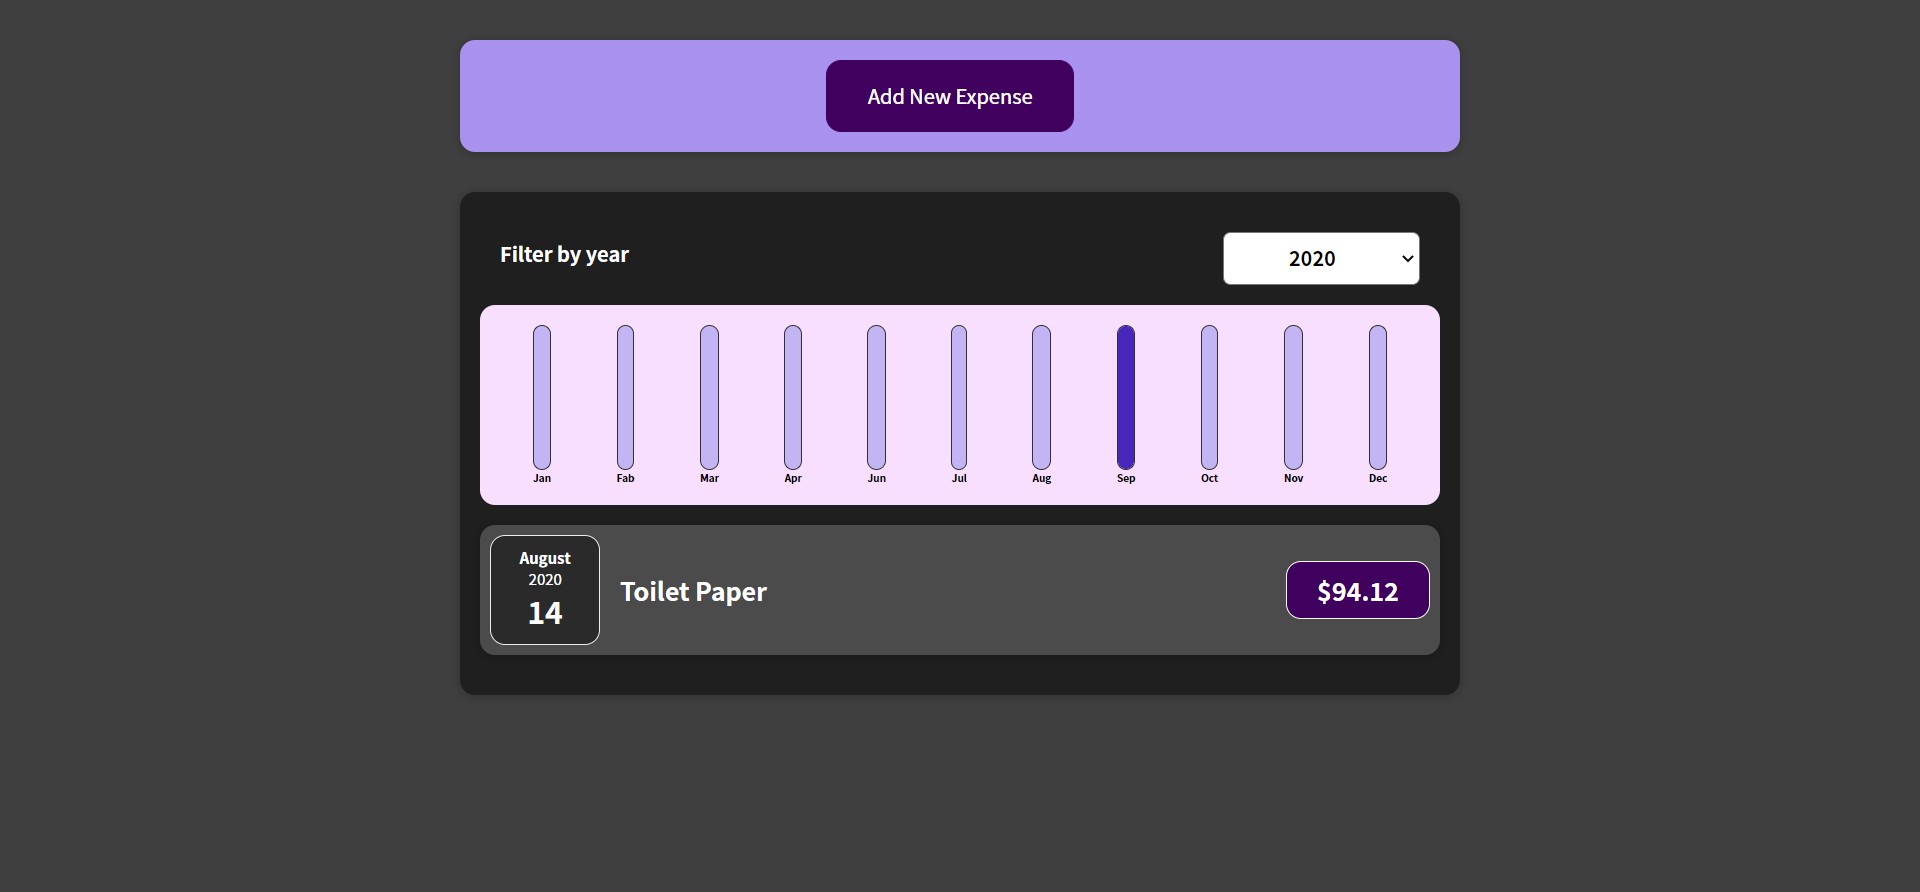 Add New Expense
Filter by year
2020
Jan Fab Mar Apr Jun Jul Aug Sep Oct Nov Dec
August
2020
14
Toilet Paper
$94.12